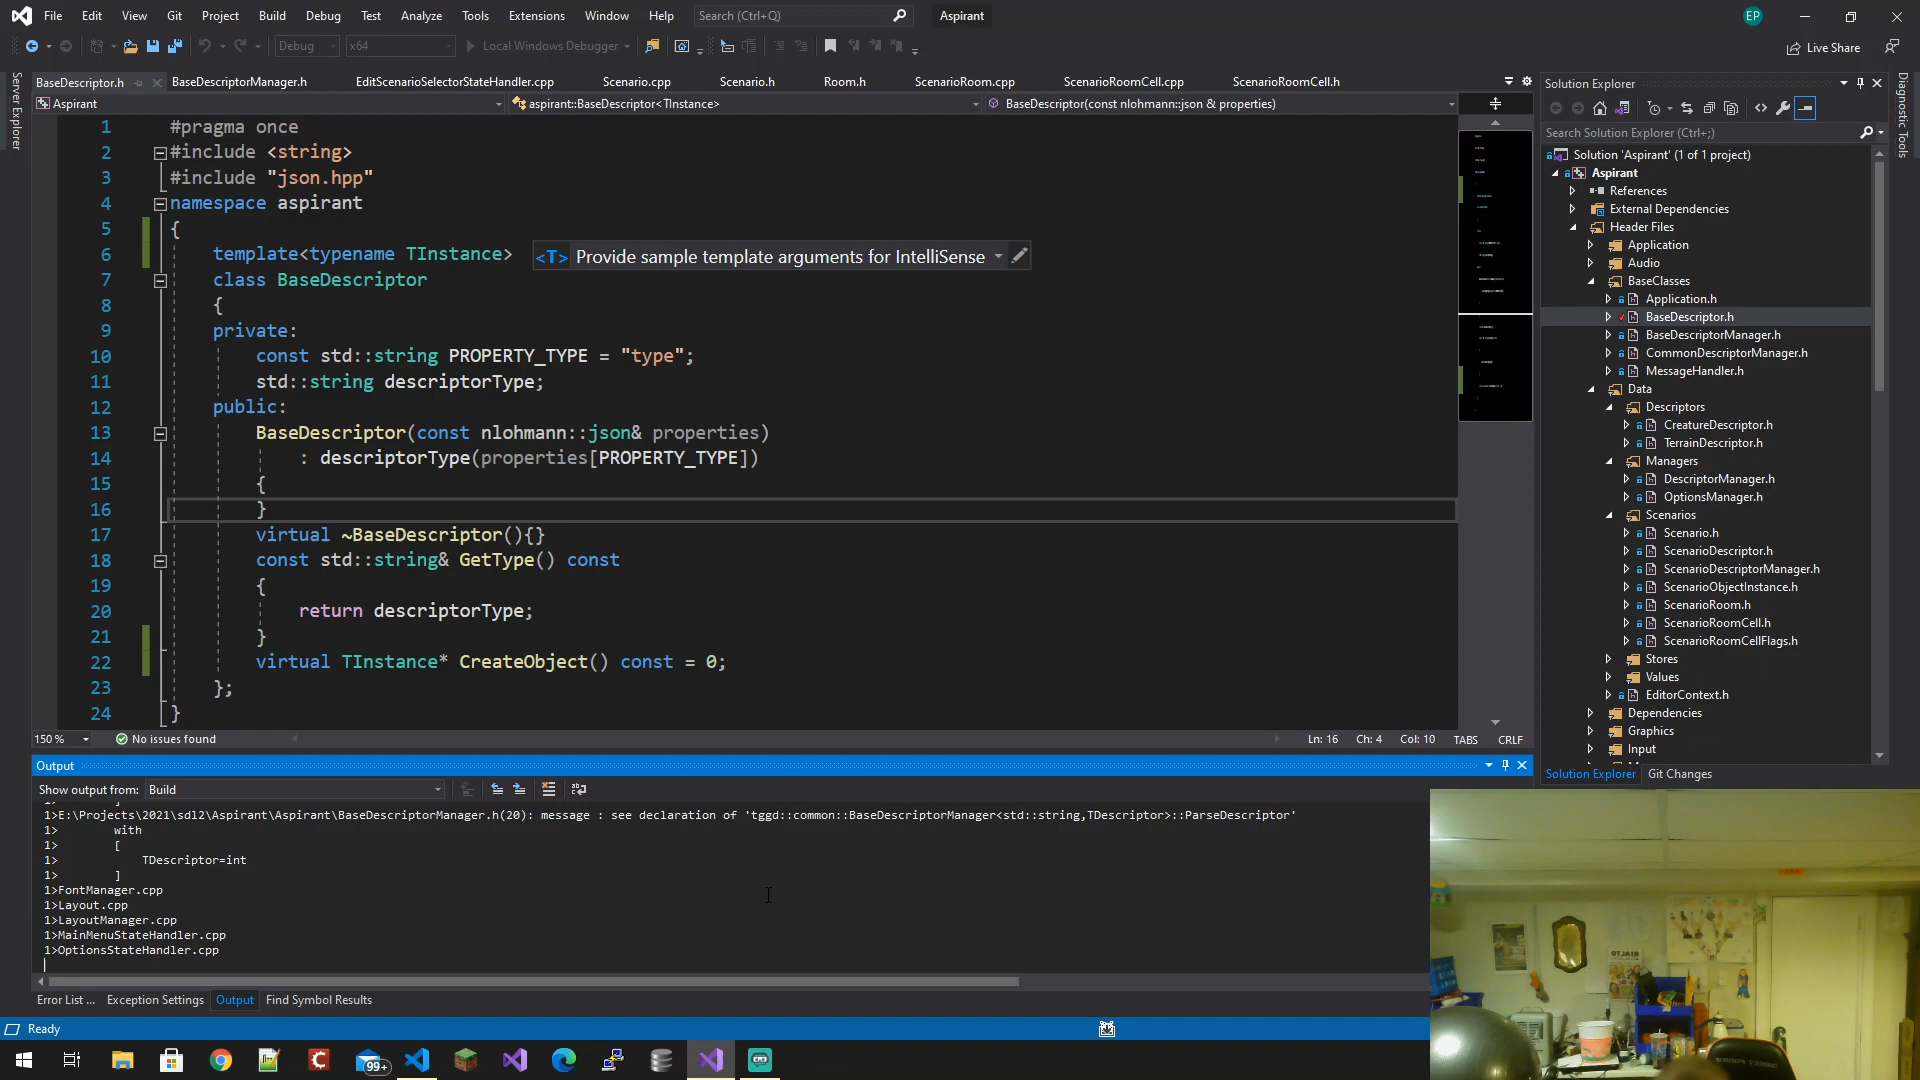 File Edit View Git Project Build Debug Test Analyze Tools Extensions Window Help Search (Ctrl+Q) Aspirant EP
Debug x64 Local Windows Debugger Live Share
BaseDescriptor.h BaseDescriptorManager.h EditScenarioSelectorStateHandler.cpp Scenario.cpp Scenario.h Room.h ScenarioRoom.cpp ScenarioRoomCell.cpp ScenarioRoomCell.h
Aspirant aspirant::BaseDescriptor<TInstance> BaseDescriptor(const nlohmann::json & properties)
Server Explorer
1 #pragma once
2 #include <string>
3 #include "json.hpp"
4 namespace aspirant
5 {
6 template<typename TInstance> <T> Provide sample template arguments for IntelliSense
7 class BaseDescriptor
8 {
9 private:
10 const std::string PROPERTY_TYPE = "type";
11 std::string descriptorType;
12 public:
13 BaseDescriptor(const nlohmann::json& properties)
14 : descriptorType(properties[PROPERTY_TYPE])
15 {
16 }
17 virtual ~BaseDescriptor(){}
18 const std::string& GetType() const
19 {
20 return descriptorType;
21 }
22 virtual TInstance* CreateObject() const = 0;
23 };
24 }
150 % No issues found Ln: 16 Ch: 4 Col: 10 TABS CRLF
Output
Show output from: Build
1> ]
1>E:\Projects\2021\sdl2\Aspirant\Aspirant\BaseDescriptorManager.h(20): message : see declaration of 'tggd::common::BaseDescriptorManager<std::string,TDescriptor>::ParseDescriptor'
1> with
1> [
1> TDescriptor=int
1> ]
1>FontManager.cpp
1>Layout.cpp
1>LayoutManager.cpp
1>MainMenuStateHandler.cpp
1>OptionsStateHandler.cpp
Error List ... Exception Settings Output Find Symbol Results
Ready
99+
Solution Explorer
Search Solution Explorer (Ctrl+;)
Solution 'Aspirant' (1 of 1 project)
Aspirant
References
External Dependencies
Header Files
Application
Audio
BaseClasses
Application.h
BaseDescriptor.h
BaseDescriptorManager.h
CommonDescriptorManager.h
MessageHandler.h
Data
Descriptors
CreatureDescriptor.h
TerrainDescriptor.h
Managers
DescriptorManager.h
OptionsManager.h
Scenarios
Scenario.h
ScenarioDescriptor.h
ScenarioDescriptorManager.h
ScenarioObjectInstance.h
ScenarioRoom.h
ScenarioRoomCell.h
ScenarioRoomCellFlags.h
Stores
Values
EditorContext.h
Dependencies
Graphics
Input
Solution Explorer Git Changes
Diagnostic Tools